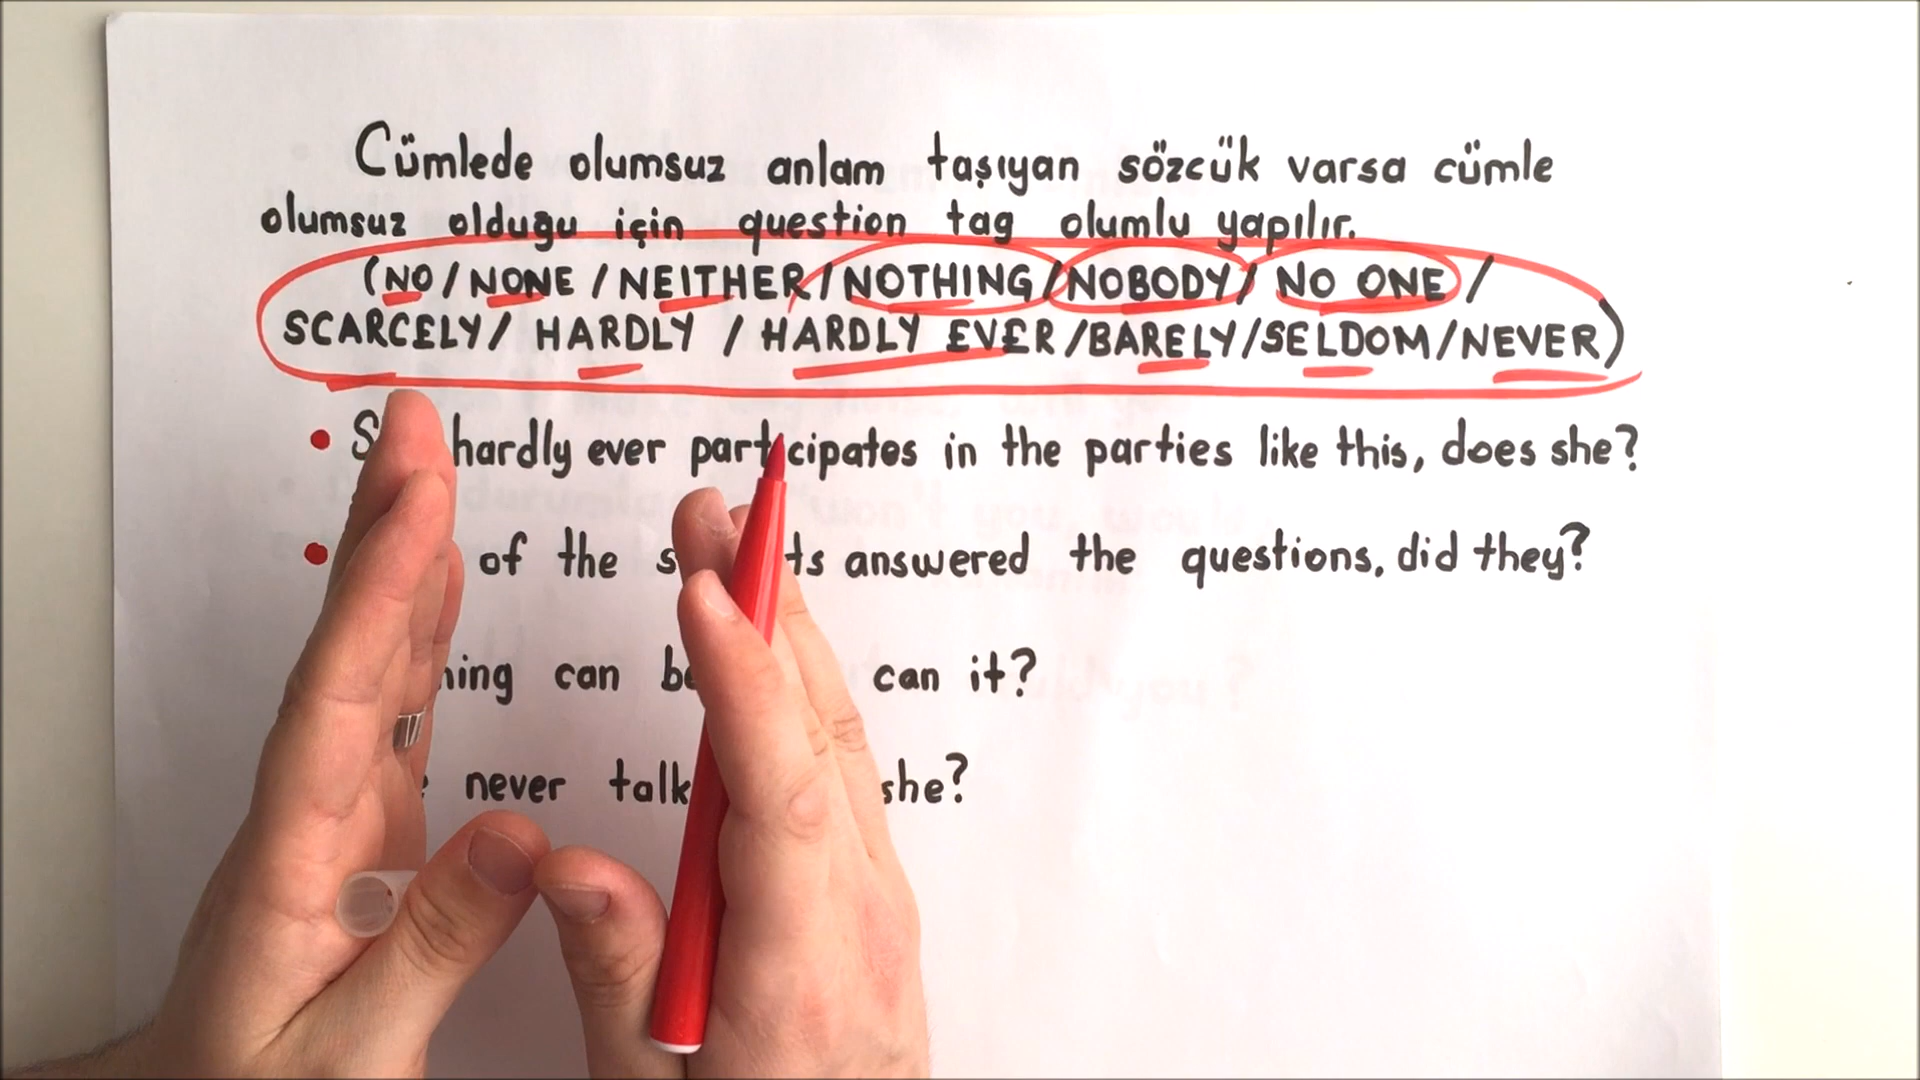 Cümlede olumsuz anlam taşıyan sözcük varsa cümle
olumsuz olduğu için question tag olumlu yapılır.
(NO / NONE / NEITHER / NOTHING / NOBODY / NO ONE /
SCARCELY / HARDLY / HARDLY EVER / BARELY / SELDOM / NEVER)
• hardly ever participates in the parties like this, does she?
• of the answered the questions, did they?
can can it?
never she?